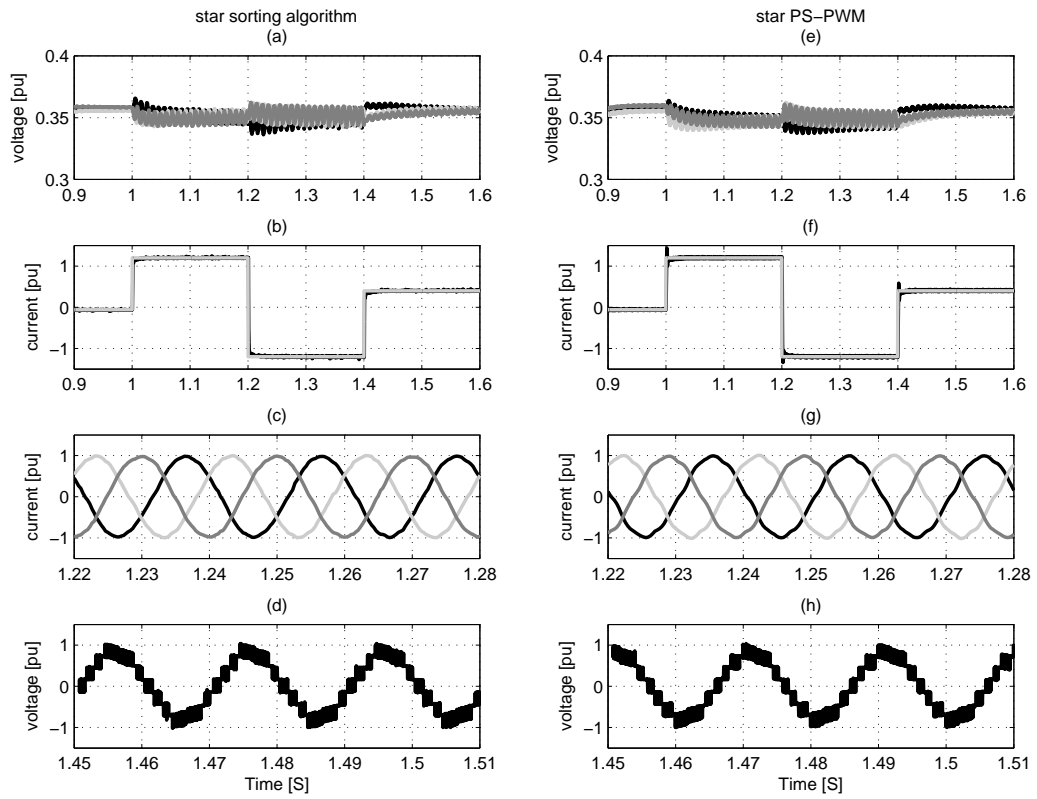 star sorting algorithm
(a)
voltage [pu]
0.4
0.35
0.3
0.9 1 1.1 1.2 1.3 1.4 1.5 1.6
(b)
current [pu]
1
0
−1
0.9 1 1.1 1.2 1.3 1.4 1.5 1.6
(c)
current [pu]
1
0
−1
1.22 1.23 1.24 1.25 1.26 1.27 1.28
(d)
voltage [pu]
1
0
−1
1.45 1.46 1.47 1.48 1.49 1.5 1.51
Time [S]
star PS−PWM
(e)
voltage [pu]
0.4
0.35
0.3
0.9 1 1.1 1.2 1.3 1.4 1.5 1.6
(f)
current [pu]
1
0
−1
0.9 1 1.1 1.2 1.3 1.4 1.5 1.6
(g)
current [pu]
1
0
−1
1.22 1.23 1.24 1.25 1.26 1.27 1.28
(h)
voltage [pu]
1
0
−1
1.45 1.46 1.47 1.48 1.49 1.5 1.51
Time [S]